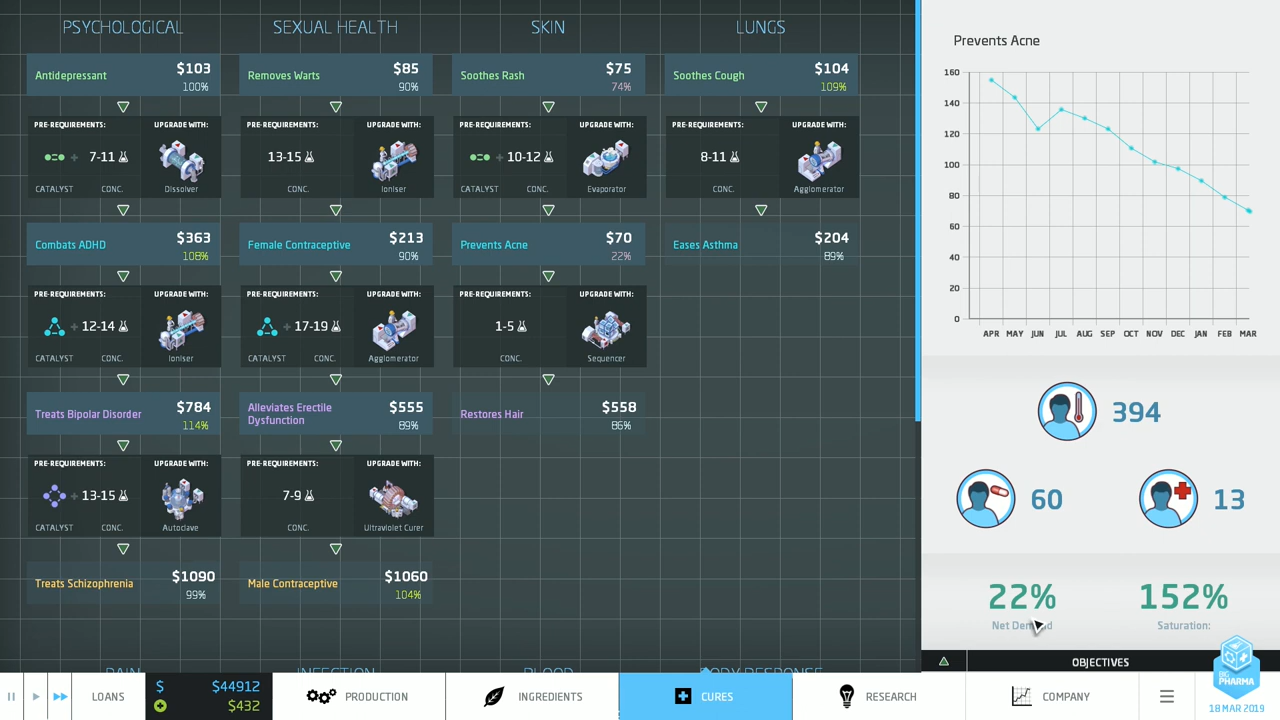 PSYCHOLOGICAL SEXUAL HEALTH SKIN LUNGS
Antidepressant $103 100%
Removes Warts $85 90%
Soothes Rash $75 74%
Soothes Cough $104 109%
PRE-REQUIREMENTS: UPGRADE WITH:
+ 7-11
CATALYST CONC. Dissolver
PRE-REQUIREMENTS: UPGRADE WITH:
13-15
CONC. Ioniser
PRE-REQUIREMENTS: UPGRADE WITH:
+ 10-12
CATALYST CONC. Evaporator
PRE-REQUIREMENTS: UPGRADE WITH:
8-11
CONC. Agglomerator
Combats ADHD $363 108%
Female Contraceptive $213 90%
Prevents Acne $70 22%
Eases Asthma $204 89%
PRE-REQUIREMENTS: UPGRADE WITH:
+ 12-14
CATALYST CONC. Ioniser
PRE-REQUIREMENTS: UPGRADE WITH:
+ 17-19
CATALYST CONC. Agglomerator
PRE-REQUIREMENTS: UPGRADE WITH:
1-5
CONC. Sequencer
Treats Bipolar Disorder $784 114%
Alleviates Erectile
Dysfunction $555 89%
Restores Hair $558 86%
PRE-REQUIREMENTS: UPGRADE WITH:
+ 13-15
CATALYST CONC. Autoclave
PRE-REQUIREMENTS: UPGRADE WITH:
7-9
CONC. Ultraviolet Curer
Treats Schizophrenia $1090 99%
Male Contraceptive $1060 104%
PAIN INFECTION BLOOD BODY RESPONSE
Prevents Acne
160
140
120
100
80
60
40
20
0
APR MAY JUN JUL AUG SEP OCT NOV DEC JAN FEB MAR
394
60 13
22% 152%
Net Demand Saturation:
OBJECTIVES
LOANS
$ $44912
$432
PRODUCTION INGREDIENTS CURES RESEARCH COMPANY
BIG
PHARMA
18 MAR 2019